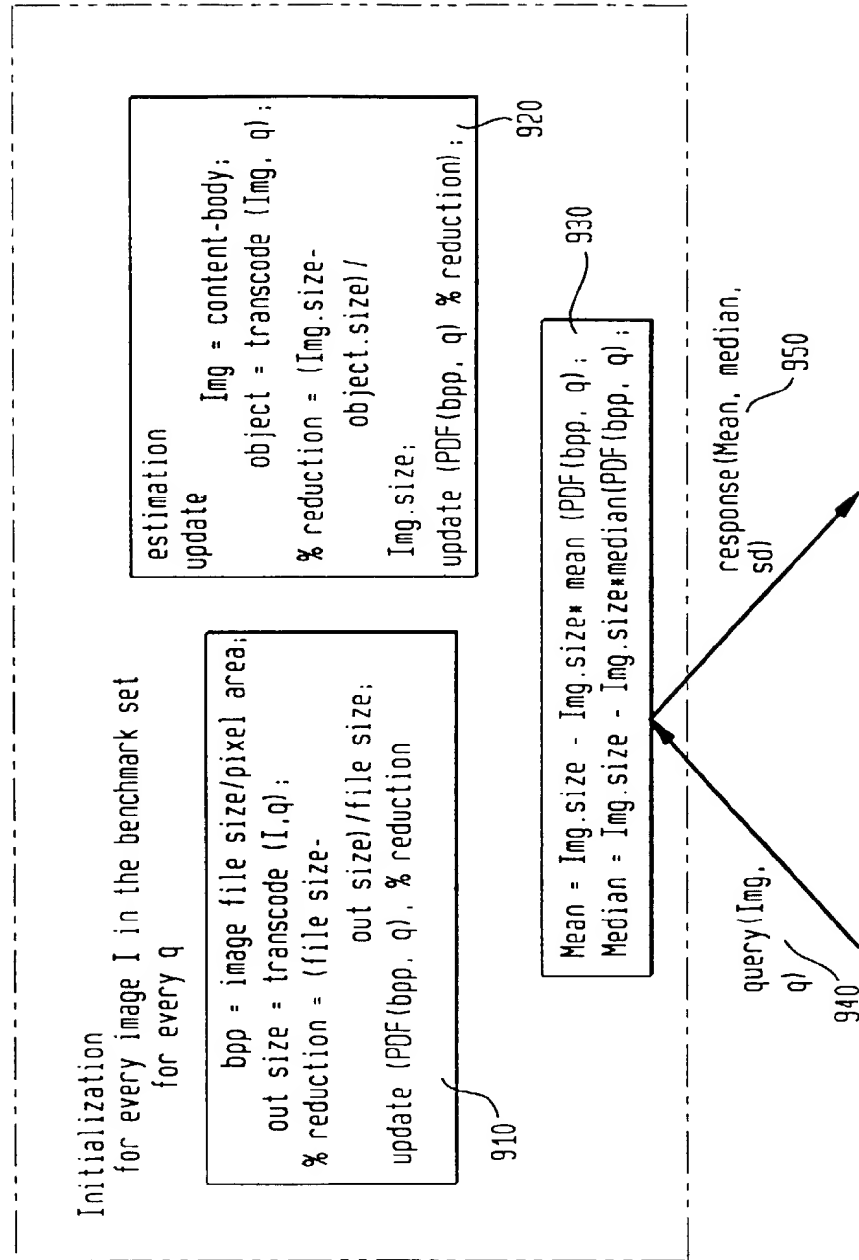 Initialization
for every image I in the benchmark set
for every q
bpp = image file size/pixel area;
out size = transcode (I,q);
% reduction = (file size-
out size)/file size;
update (PDF(bpp, q), % reduction
910
estimation
update
Img = content-body;
object = transcode (Img, q);
% reduction = (Img.size-
object.size)/
Img.size;
update (PDF(bpp, q) % reduction);
920
Mean = Img.size - Img.size* mean (PDF(bpp, q);
Median = Img.size - Img.size*median(PDF(bpp, q);
930
query(Img,
q)
940
response(Mean, median,
sd)
950